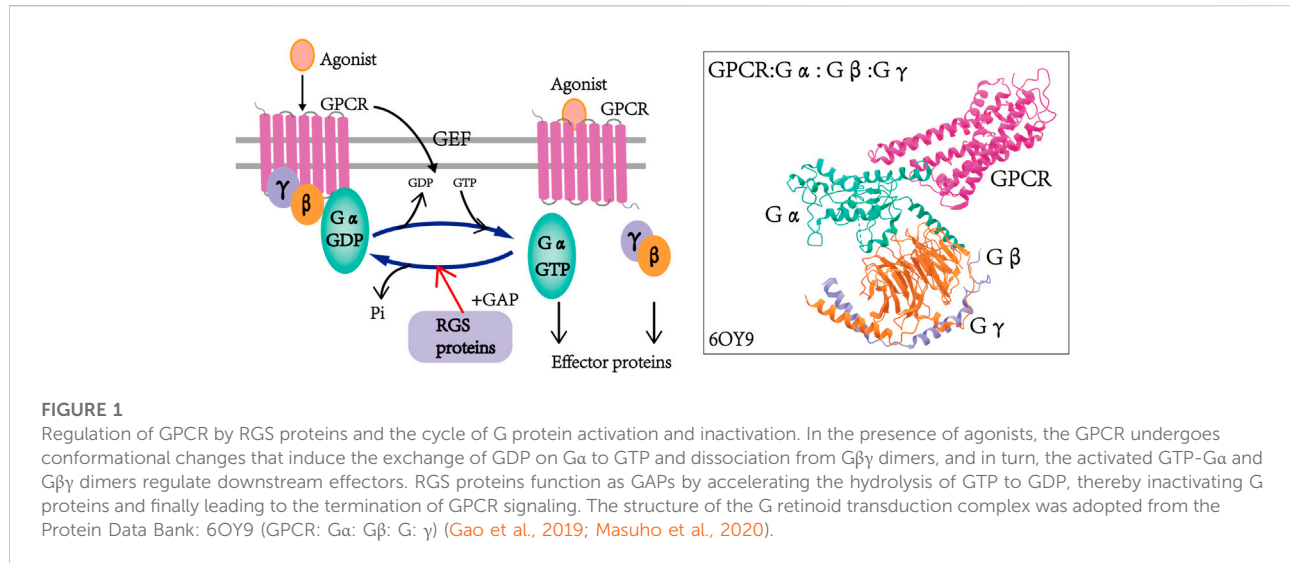 Agonist
GPCR
GEF
GDP
GTP
γ
β
G α
GDP
Pi
+GAP
RGS
proteins
Agonist
GPCR
G α
GTP
γ
β
Effector proteins
GPCR:G α : G β :G γ
GPCR
G α
G β
G γ
6OY9
FIGURE 1
Regulation of GPCR by RGS proteins and the cycle of G protein activation and inactivation. In the presence of agonists, the GPCR undergoes
conformational changes that induce the exchange of GDP on Gα to GTP and dissociation from Gβγ dimers, and in turn, the activated GTP-Gα and
Gβγ dimers regulate downstream effectors. RGS proteins function as GAPs by accelerating the hydrolysis of GTP to GDP, thereby inactivating G
proteins and finally leading to the termination of GPCR signaling. The structure of the G retinoid transduction complex was adopted from the
Protein Data Bank: 6OY9 (GPCR: Gα: Gβ: G: γ) (Gao et al., 2019; Masuho et al., 2020).